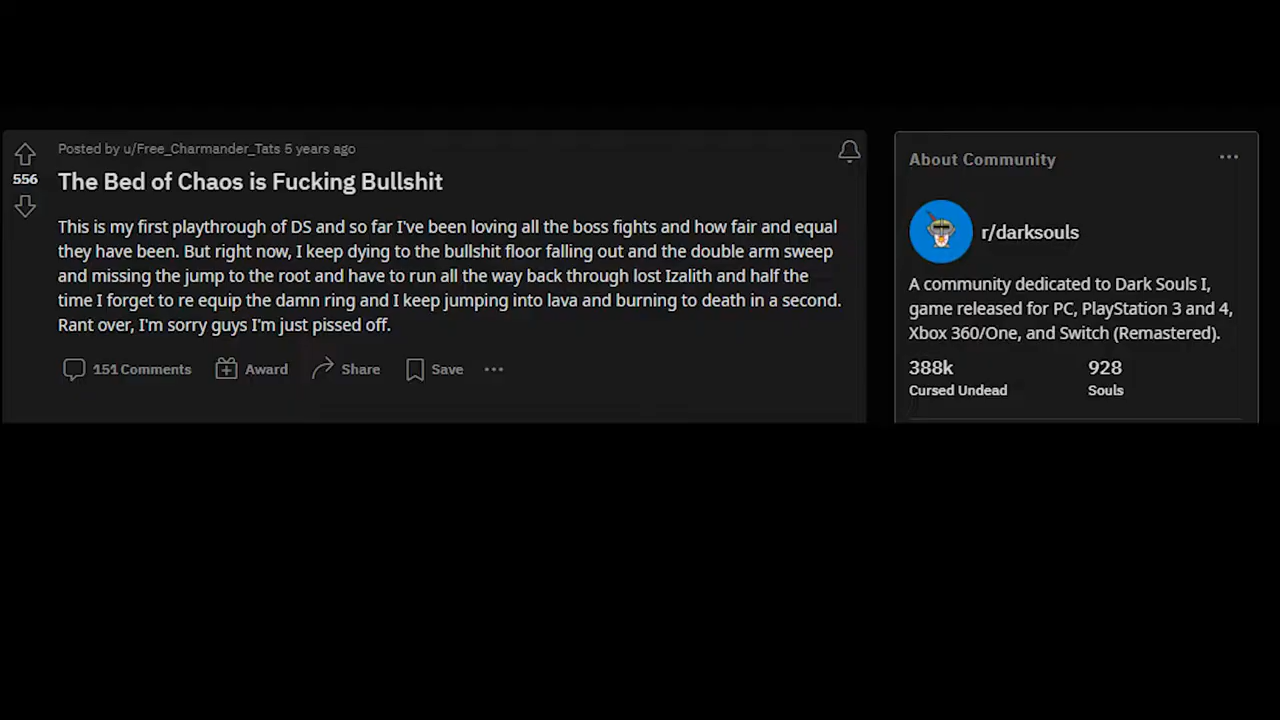 Posted by u/Free_Charmander_Tats 5 years ago
556
The Bed of Chaos is Fucking Bullshit
This is my first playthrough of DS and so far I've been loving all the boss fights and how fair and equal
they have been. But right now, I keep dying to the bullshit floor falling out and the double arm sweep
and missing the jump to the root and have to run all the way back through lost Izalith and half the
time I forget to re equip the damn ring and I keep jumping into lava and burning to death in a second.
Rant over, I'm sorry guys I'm just pissed off.
151 Comments Award Share Save
About Community
r/darksouls
A community dedicated to Dark Souls I,
game released for PC, PlayStation 3 and 4,
Xbox 360/One, and Switch (Remastered).
388k 928
Cursed Undead Souls